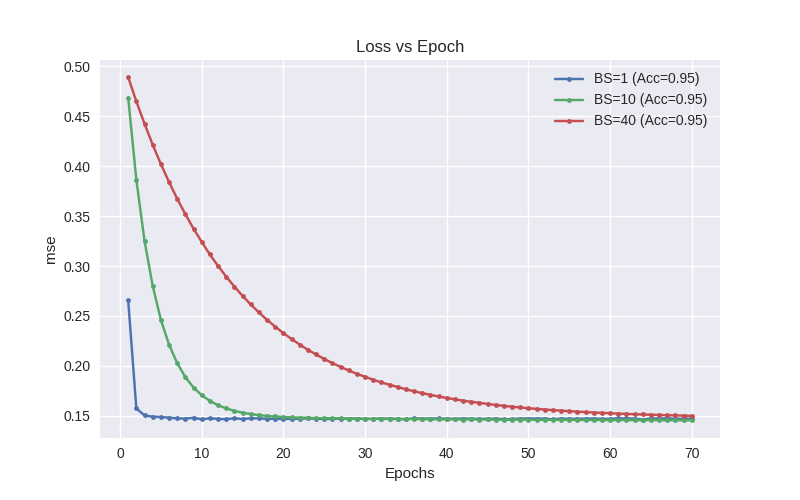 Loss vs Epoch
BS=1 (Acc=0.95)
BS=10 (Acc=0.95)
BS=40 (Acc=0.95)
0.50
0.45
0.40
0.35
0.30
0.25
0.20
0.15
mse
0 10 20 30 40 50 60 70
Epochs